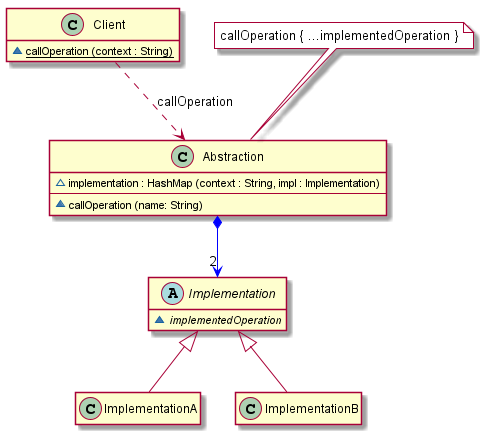 C Client
callOperation (context : String)
callOperation { ...implementedOperation }
callOperation
C Abstraction
implementation : HashMap (context : String, impl : Implementation)
callOperation (name: String)
2
A Implementation
implementedOperation
C ImplementationA
C ImplementationB